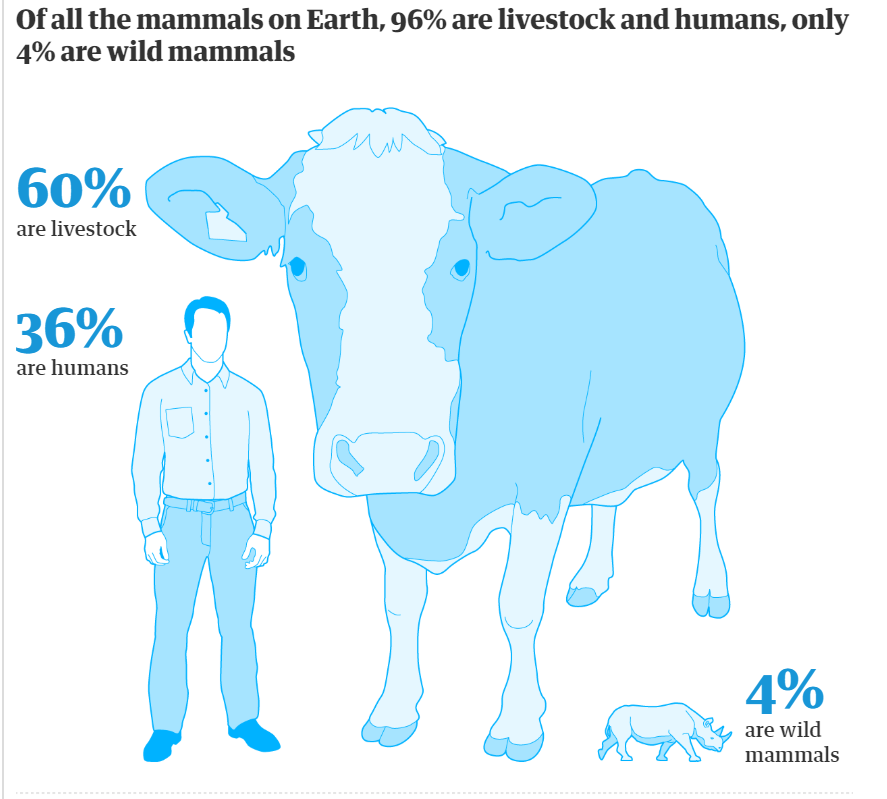 Of all the mammals on Earth, 96% are livestock and humans, only
4% are wild mammals
60%
are livestock
36%
are humans
4%
are wild
mammals